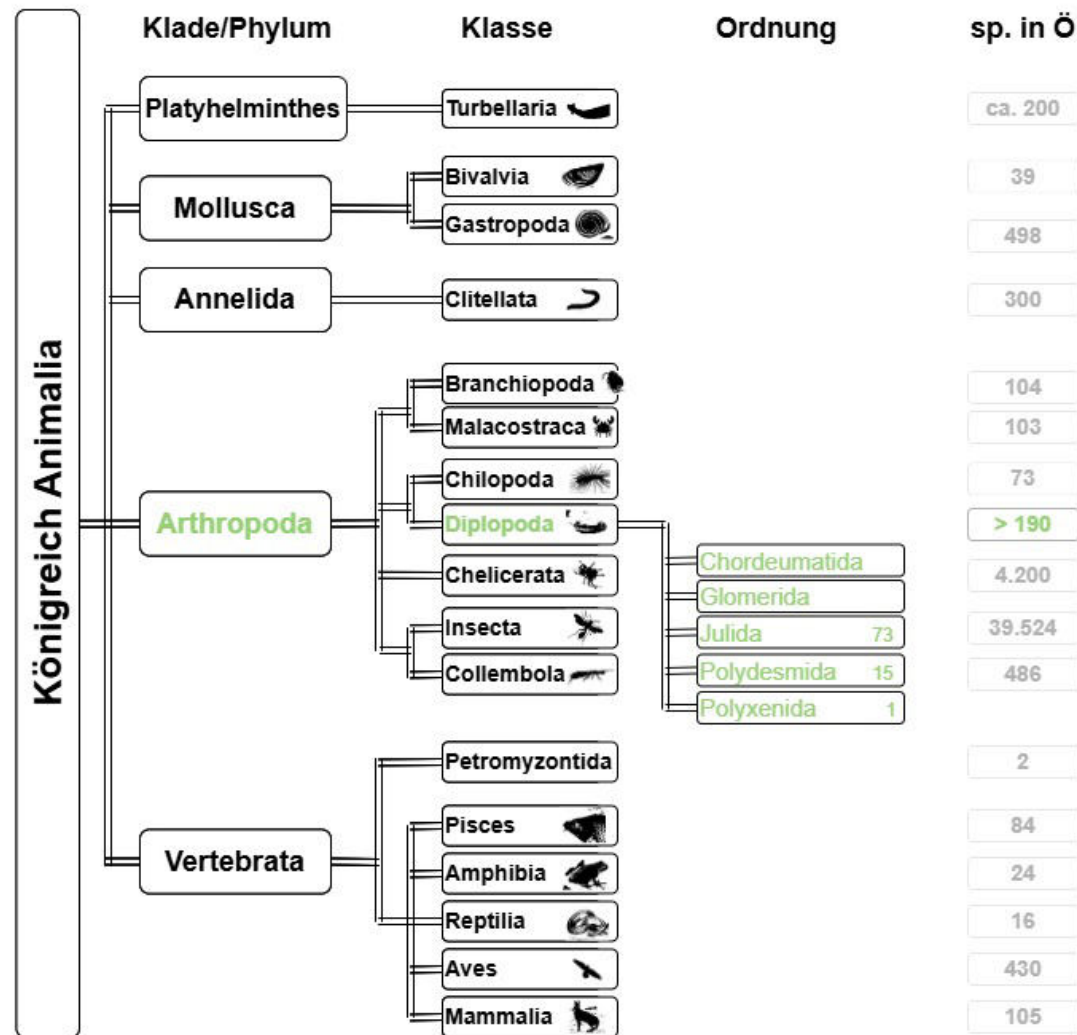 Klade/Phylum Klasse Ordnung sp. in Ö
Königreich Animalia
Platyhelminthes Turbellaria ca. 200
Bivalvia 39
Mollusca
Gastropoda 498
Annelida Clitellata 300
Branchiopoda 104
Malacostraca 103
Chilopoda 73
Arthropoda Diplopoda > 190
Chordeumatida
Chelicerata 4.200
Glomerida
Insecta Julida 73 39.524
Collembola Polydesmida 15 486
Polyxenida 1
Petromyzontida 2
Pisces 84
Vertebrata Amphibia 24
Reptilia 16
Aves 430
Mammalia 105